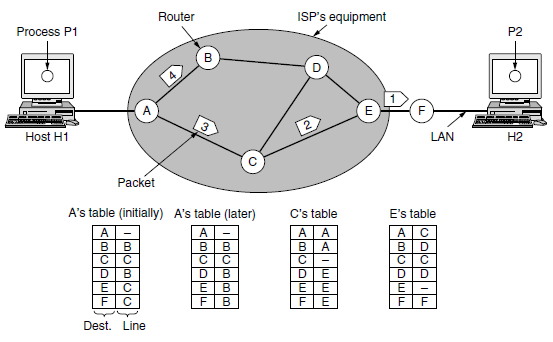 Router
ISP's equipment
Process P1
P2
B
D
4
1
A
E
F
3
2
C
Host H1
LAN
H2
Packet
A's table (initially) A's table (later) C's table E's table
A – A – A A A C
B B B B B A B D
C C C C C – C C
D B D B D E D D
E C E B E E E –
F C F B F E F F
Dest. Line